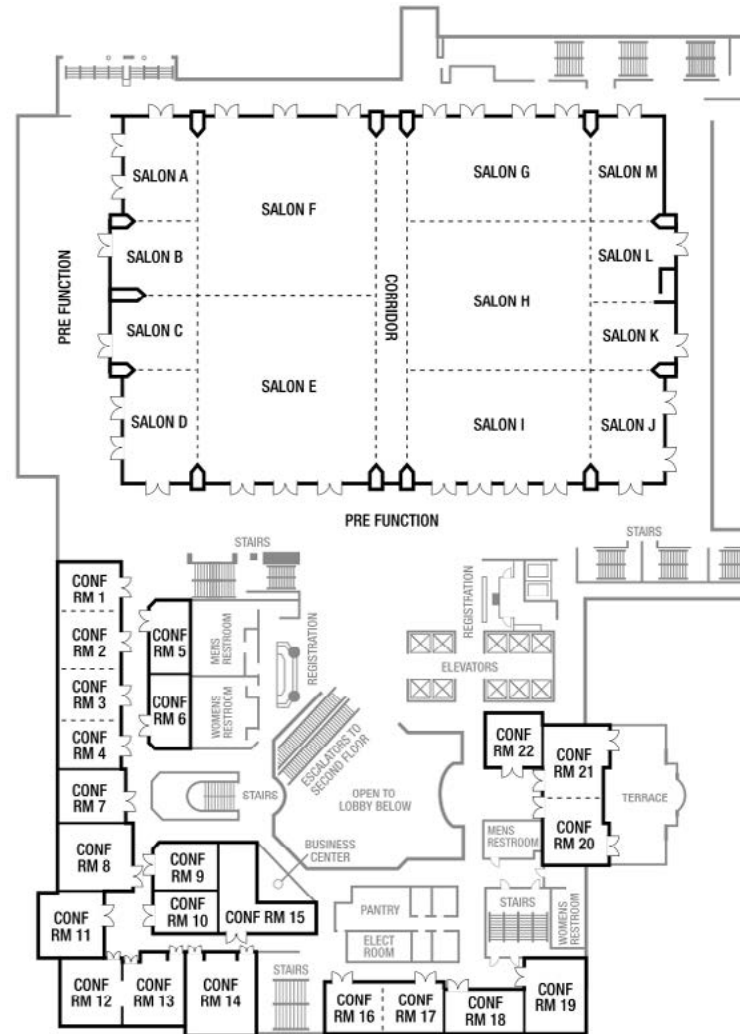 SALON A
SALON G
SALON M
SALON F
SALON B
SALON L
PRE FUNCTION
CORRIDOR
SALON H
SALON C
SALON K
SALON E
SALON D
SALON I
SALON J
PRE FUNCTION
STAIRS
STAIRS
CONF
RM 1
CONF
RM 2
CONF
RM 3
CONF
RM 4
CONF
RM 5
CONF
RM 6
MENS
RESTROOM
WOMENS
RESTROOM
REGISTRATION
REGISTRATION
ELEVATORS
ESCALATORS TO
SECOND FLOOR
OPEN TO
LOBBY BELOW
CONF
RM 22
CONF
RM 21
CONF
RM 20
TERRACE
CONF
RM 7
STAIRS
MENS
RESTROOM
BUSINESS
CENTER
CONF
RM 8
CONF
RM 9
CONF
RM 10
CONF RM 15
PANTRY
ELECT
ROOM
STAIRS
WOMENS
RESTROOM
CONF
RM 11
CONF
RM 12
CONF
RM 13
CONF
RM 14
STAIRS
CONF
RM 16
CONF
RM 17
CONF
RM 18
CONF
RM 19